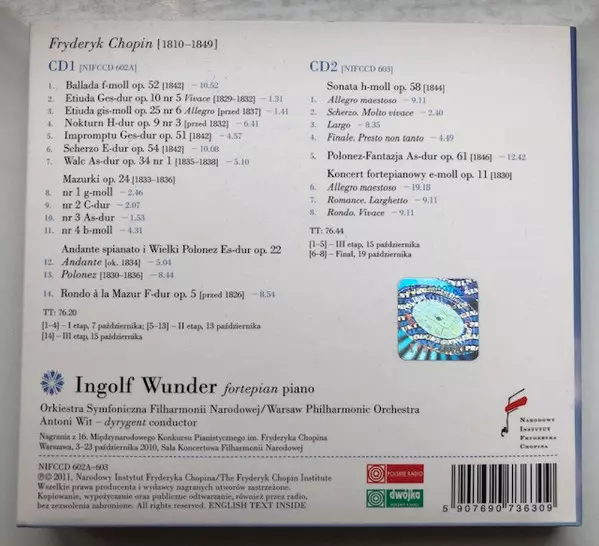 Fryderyk Chopin [1810–1849]
CD1 [NIFCCD 602A]
1. Ballada f-moll op. 52 [1842] – 10.52
2. Etiuda Ges-dur op. 10 nr 5 Vivace [1829–1832] – 1.31
3. Etiuda gis-moll op. 25 nr 6 Allegro [przed 1837] – 1.41
4. Nokturn H-dur op. 9 nr 3 [przed 1832] – 6.41
5. Impromptu Ges-dur op. 51 [1842] – 4.57
6. Scherzo E-dur op. 54 [1842] – 10.08
7. Walc As-dur op. 34 nr 1 [1835–1838] – 5.10
Mazurki op. 24 [1833–1836]
8. nr 1 g-moll – 2.46
9. nr 2 C-dur – 2.07
10. nr 3 As-dur – 1.53
11. nr 4 b-moll – 4.31
Andante spianato i Wielki Polonez Es-dur op. 22
12. Andante [ok. 1834] – 5.04
13. Polonez [1830–1836] – 8.44
14. Rondo à la Mazur F-dur op. 5 [przed 1826] – 8.54
TT: 76.20
[1–4] – I etap, 7 października; [5–13] – II etap, 13 października
[14] – III etap, 15 października
CD2 [NIFCCD 603]
Sonata h-moll op. 58 [1844]
1. Allegro maestoso – 9.11
2. Scherzo. Molto vivace – 2.40
3. Largo – 8.35
4. Finale. Presto non tanto – 4.49
5. Polonez-Fantazja As-dur op. 61 [1846] – 12.42
Koncert fortepianowy e-moll op. 11 [1830]
6. Allegro maestoso – 19.18
7. Romance. Larghetto – 9.11
8. Rondo. Vivace – 9.11
TT: 76.44
[1–5] – III etap, 15 października
[6–8] – Finał, 19 października
Ingolf Wunder fortepian piano
Orkiestra Symfoniczna Filharmonii Narodowej/Warsaw Philharmonic Orchestra
Antoni Wit – dyrygent conductor
Nagrania z 16. Międzynarodowego Konkursu Pianistycznego im. Fryderyka Chopina
Warszawa, 3–23 października 2010, Sala Koncertowa Filharmonii Narodowej
Narodowy
Instytut
Fryderyka
Chopina
NIFCCD 602A–603
℗© 2011, Narodowy Instytut Fryderyka Chopina/The Fryderyk Chopin Institute
Wszelkie prawa producenta i wydawcy nagranych utworów zastrzeżone.
Kopiowanie, wypożyczanie oraz publiczne odtwarzanie, również przez radio,
bez zezwolenia zabronione. ALL RIGHTS RESERVED. ENGLISH TEXT INSIDE
POLSKIE RADIO
dwójka
POLSKIE RADIO
5 907690 736309